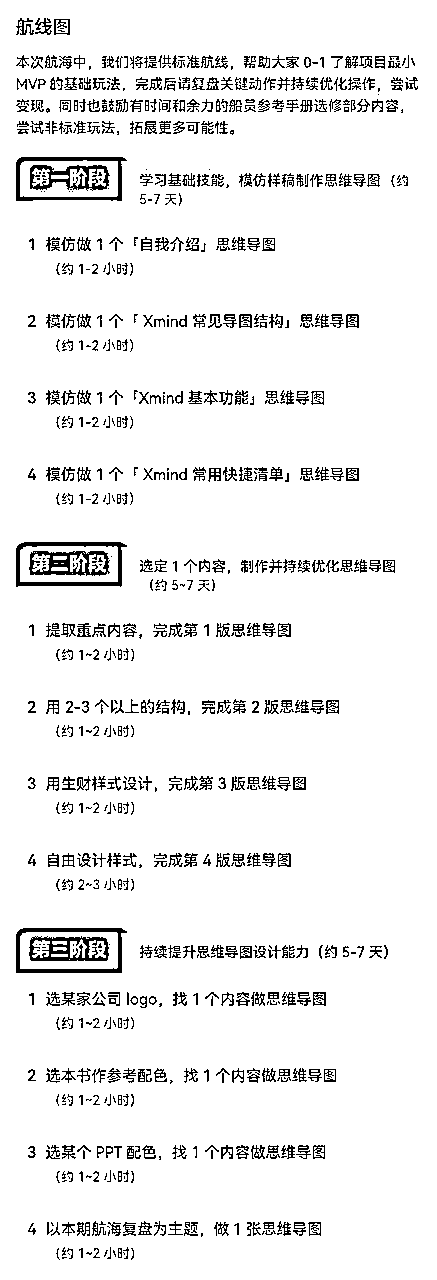 航线图
本次航海中，我们将提供标准航线，帮助大家 0-1 了解项目最小
MVP 的基础玩法，完成后请复盘关键动作并持续优化操作，尝试
变现。同时也鼓励有时间和余力的船员参考手册选修部分内容，
尝试非标准玩法，拓展更多可能性。
第一阶段
学习基础技能，模仿样稿制作思维导图（约
5-7 天）
1 模仿做 1 个「自我介绍」思维导图
（约 1-2 小时）
2 模仿做 1 个「 Xmind 常见导图结构」思维导图
（约 1-2 小时）
3 模仿做 1 个「Xmind 基本功能」思维导图
（约 1-2 小时）
4 模仿做 1 个「 Xmind 常用快捷清单」思维导图
（约 1-2 小时）
第二阶段
选定 1 个内容，制作并持续优化思维导图
（约 5~7 天）
1 提取重点内容，完成第 1 版思维导图
（约 1~2 小时）
2 用 2-3 个以上的结构，完成第 2 版思维导图
（约 1~2 小时）
3 用生财样式设计，完成第 3 版思维导图
（约 1~2 小时）
4 自由设计样式，完成第 4 版思维导图
（约 2~3 小时）
第三阶段
持续提升思维导图设计能力（约 5-7 天）
1 选某家公司 logo，找 1 个内容做思维导图
（约 1~2 小时）
2 选本书作参考配色，找 1 个内容做思维导图
（约 1~2 小时）
3 选某个 PPT 配色，找 1 个内容做思维导图
（约 1~2 小时）
4 以本期航海复盘为主题，做 1 张思维导图
（约 1~2 小时）